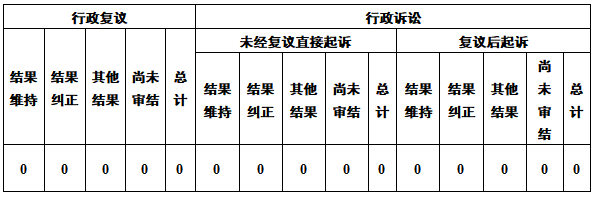 行政复议 行政诉讼
未经复议直接起诉 复议后起诉
结果维持 结果纠正 其他结果 尚未审结 总计 结果维持 结果纠正 其他结果 尚未审结 总计 结果维持 结果纠正 其他结果 尚未审结 总计
0 0 0 0 0 0 0 0 0 0 0 0 0 0 0